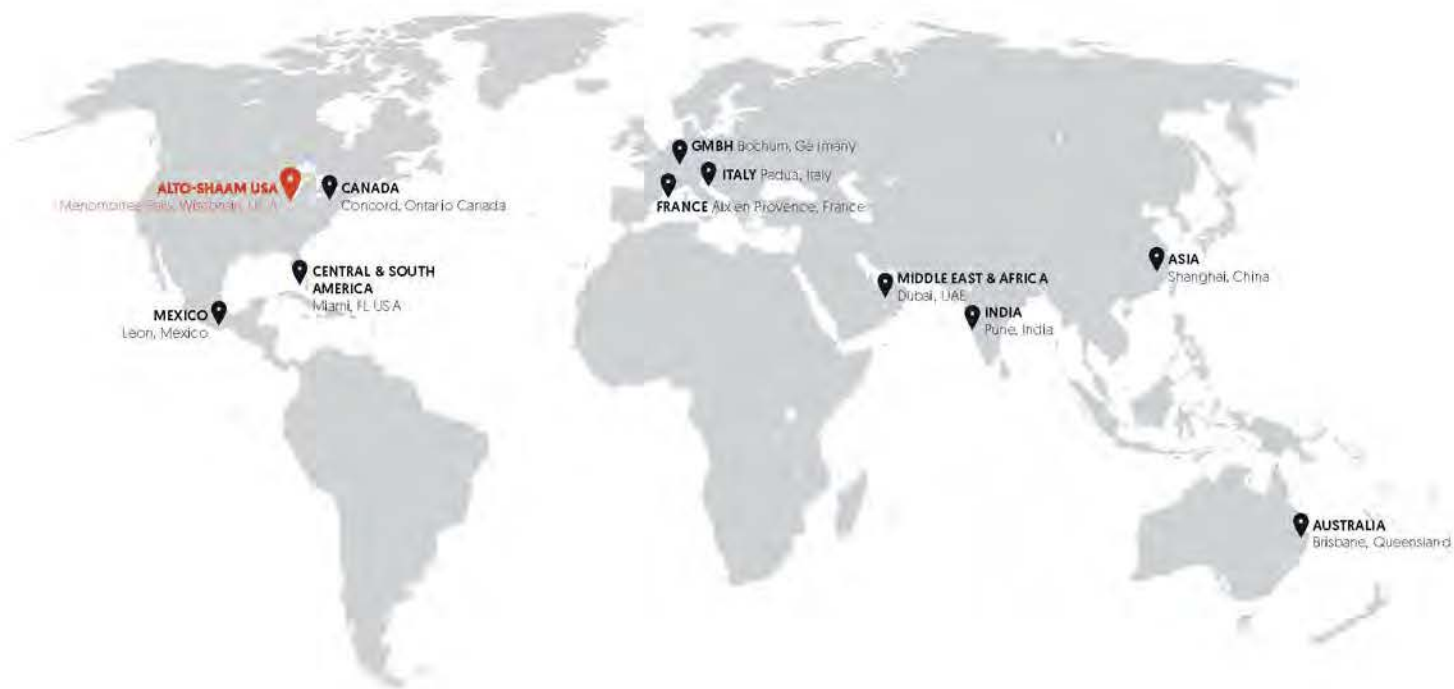 GMBH Bochum, Germany
ITALY Padua, Italy
FRANCE Aix en Provence, France
ALTO-SHAAM USA
Menomonee Falls, Wisconsin, USA
CANADA
Concord, Ontario Canada
CENTRAL & SOUTH
AMERICA
Miami, FL USA
MEXICO
Leon, Mexico
MIDDLE EAST & AFRICA
Dubai, UAE
INDIA
Pune, India
ASIA
Shanghai, China
AUSTRALIA
Brisbane, Queensland